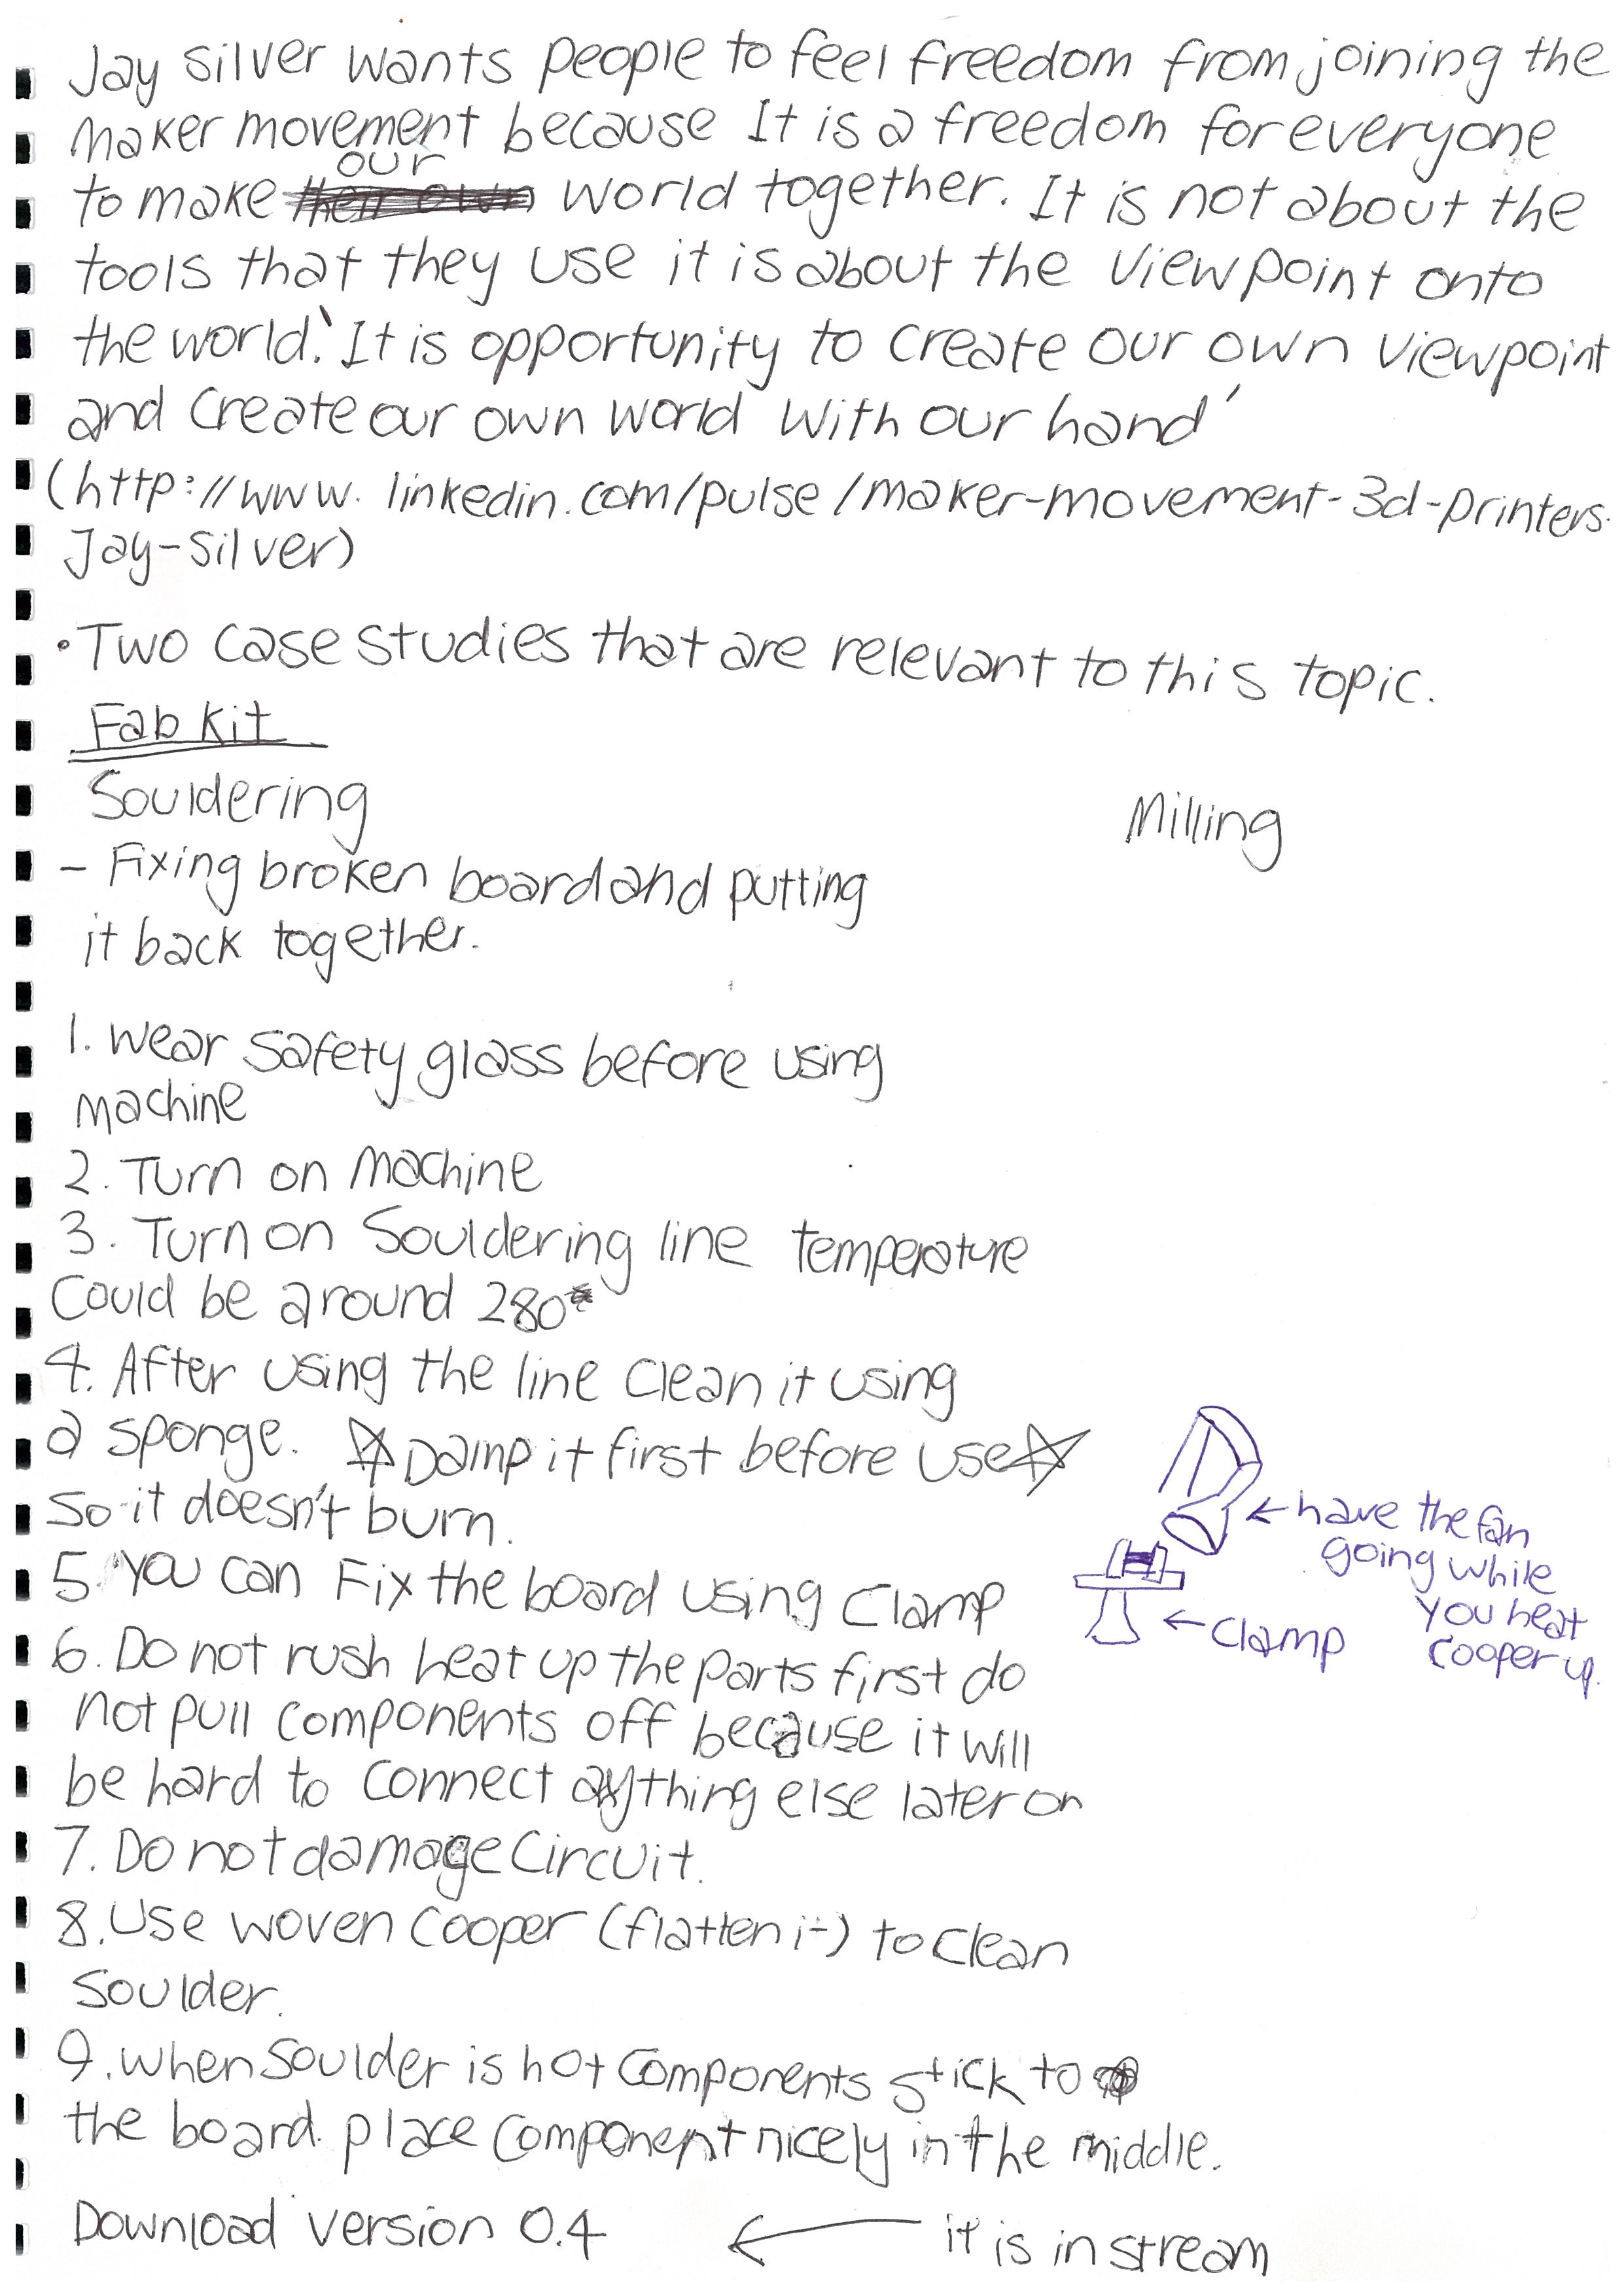 Jay Silver wants people to feel freedom from joining the
maker movement because It is a freedom for everyone
to make our world together. It is not about the
tools that they use it is about the viewpoint onto
the world.' It is opportunity to create our own viewpoint
and create our own world with our hand'
(http://www.linkedin.com/pulse/maker-movement-3d-printers-
Jay-Silver)
• Two case studies that are relevant to this topic.
Fab Kit
Souldering
Milling
- Fixing broken board and putting
it back together.
1. Wear safety glass before using
machine
2. Turn on machine
3. Turn on Souldering line temperature
Could be around 280°
4. After using the line clean it using
a sponge. ☆ Damp it first before use ☆
So it doesn't burn.
5. You can Fix the board using clamp
6. Do not rush heat up the parts first do
not pull components off because it will
be hard to connect anything else later on
7. Do not damage circuit.
8. Use woven cooper (flatten it) to clean
Soulder.
9. When Soulder is hot components stick to
the board. place component nicely in the middle.
← have the fan
going while
you heat
cooper up.
← clamp
Download version 0.4 ← it is in stream